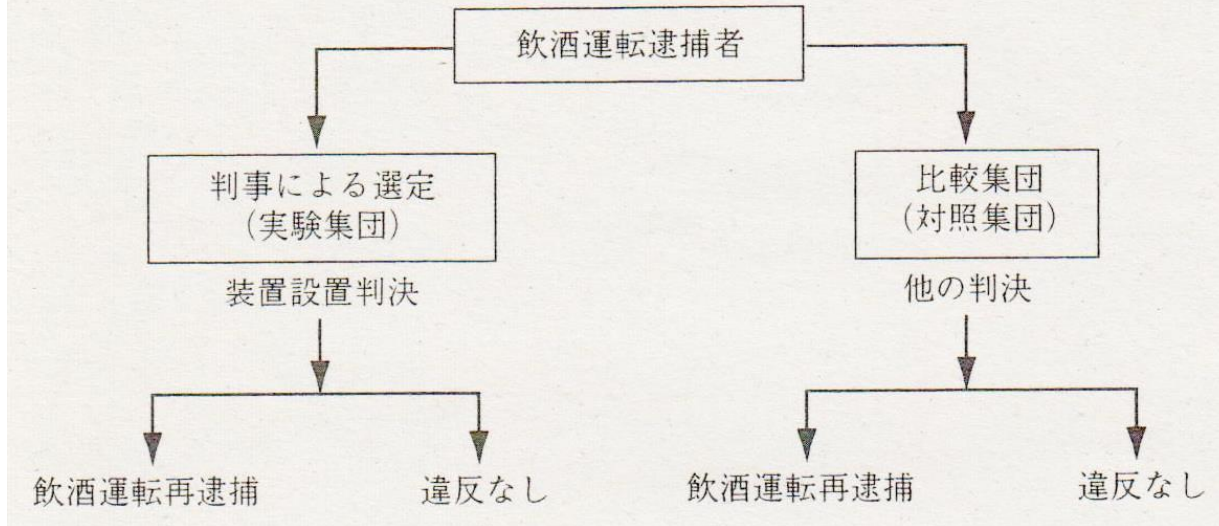 飲酒運転逮捕者
判事による選定
(実験集団)
比較集団
(対照集団)
装置設置判決
他の判決
飲酒運転再逮捕
違反なし
飲酒運転再逮捕
違反なし